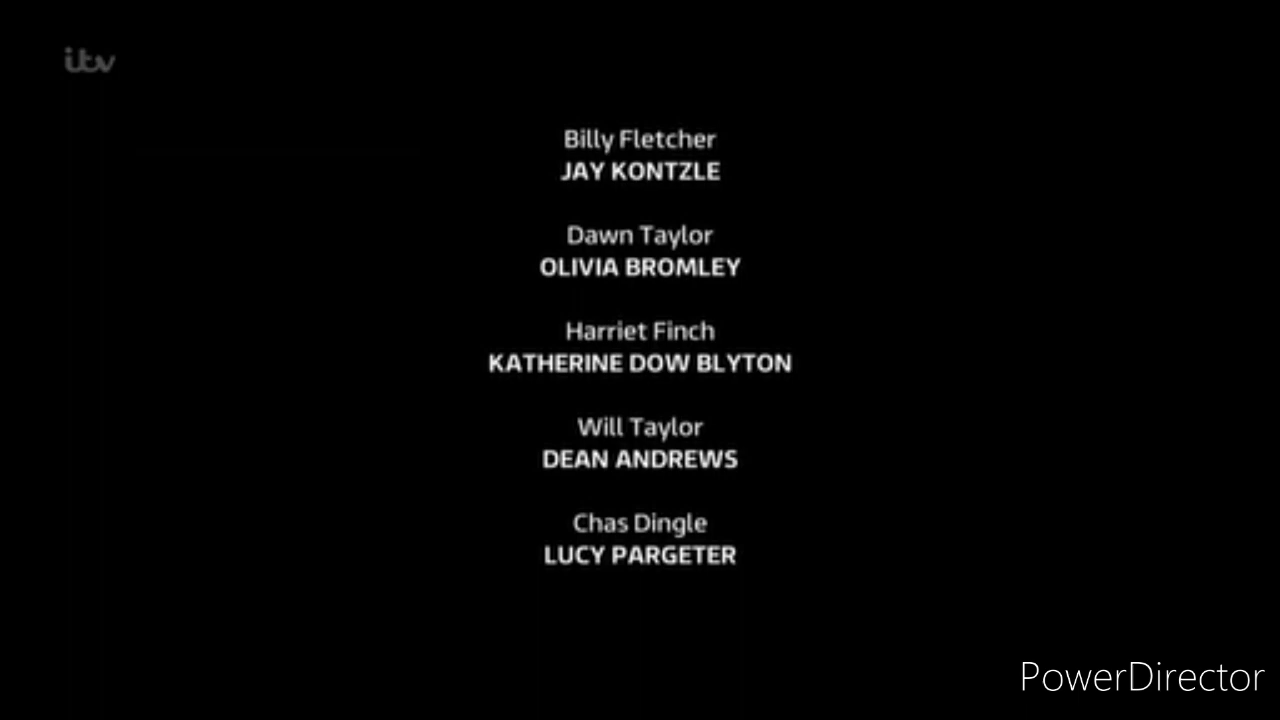 itv
Billy Fletcher
JAY KONTZLE
Dawn Taylor
OLIVIA BROMLEY
Harriet Finch
KATHERINE DOW BLYTON
Will Taylor
DEAN ANDREWS
Chas Dingle
LUCY PARGETER
PowerDirector